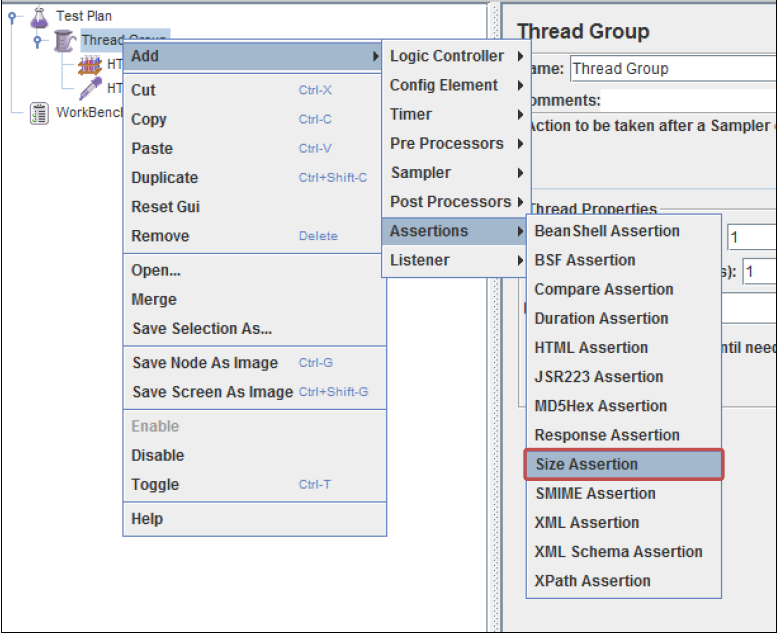 Test Plan
Thread Group
HT
HT
WorkBench
Add
Cut Ctrl-X
Copy Ctrl-C
Paste Ctrl-V
Duplicate Ctrl+Shift-C
Reset Gui
Remove Delete
Open...
Merge
Save Selection As...
Save Node As Image Ctrl-G
Save Screen As Image Ctrl+Shift-G
Enable
Disable
Toggle Ctrl-T
Help
Logic Controller
Config Element
Timer
Pre Processors
Sampler
Post Processors
Assertions
Listener
BeanShell Assertion
BSF Assertion
Compare Assertion
Duration Assertion
HTML Assertion
JSR223 Assertion
MD5Hex Assertion
Response Assertion
Size Assertion
SMIME Assertion
XML Assertion
XML Schema Assertion
XPath Assertion
Thread Group
ame: Thread Group
omments:
Action to be taken after a Sampler
Thread Properties
1
s): 1
ntil need